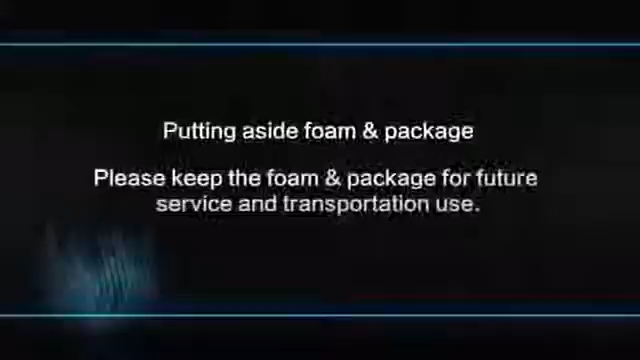 Putting aside foam & package
Please keep the foam & package for future
service and transportation use.